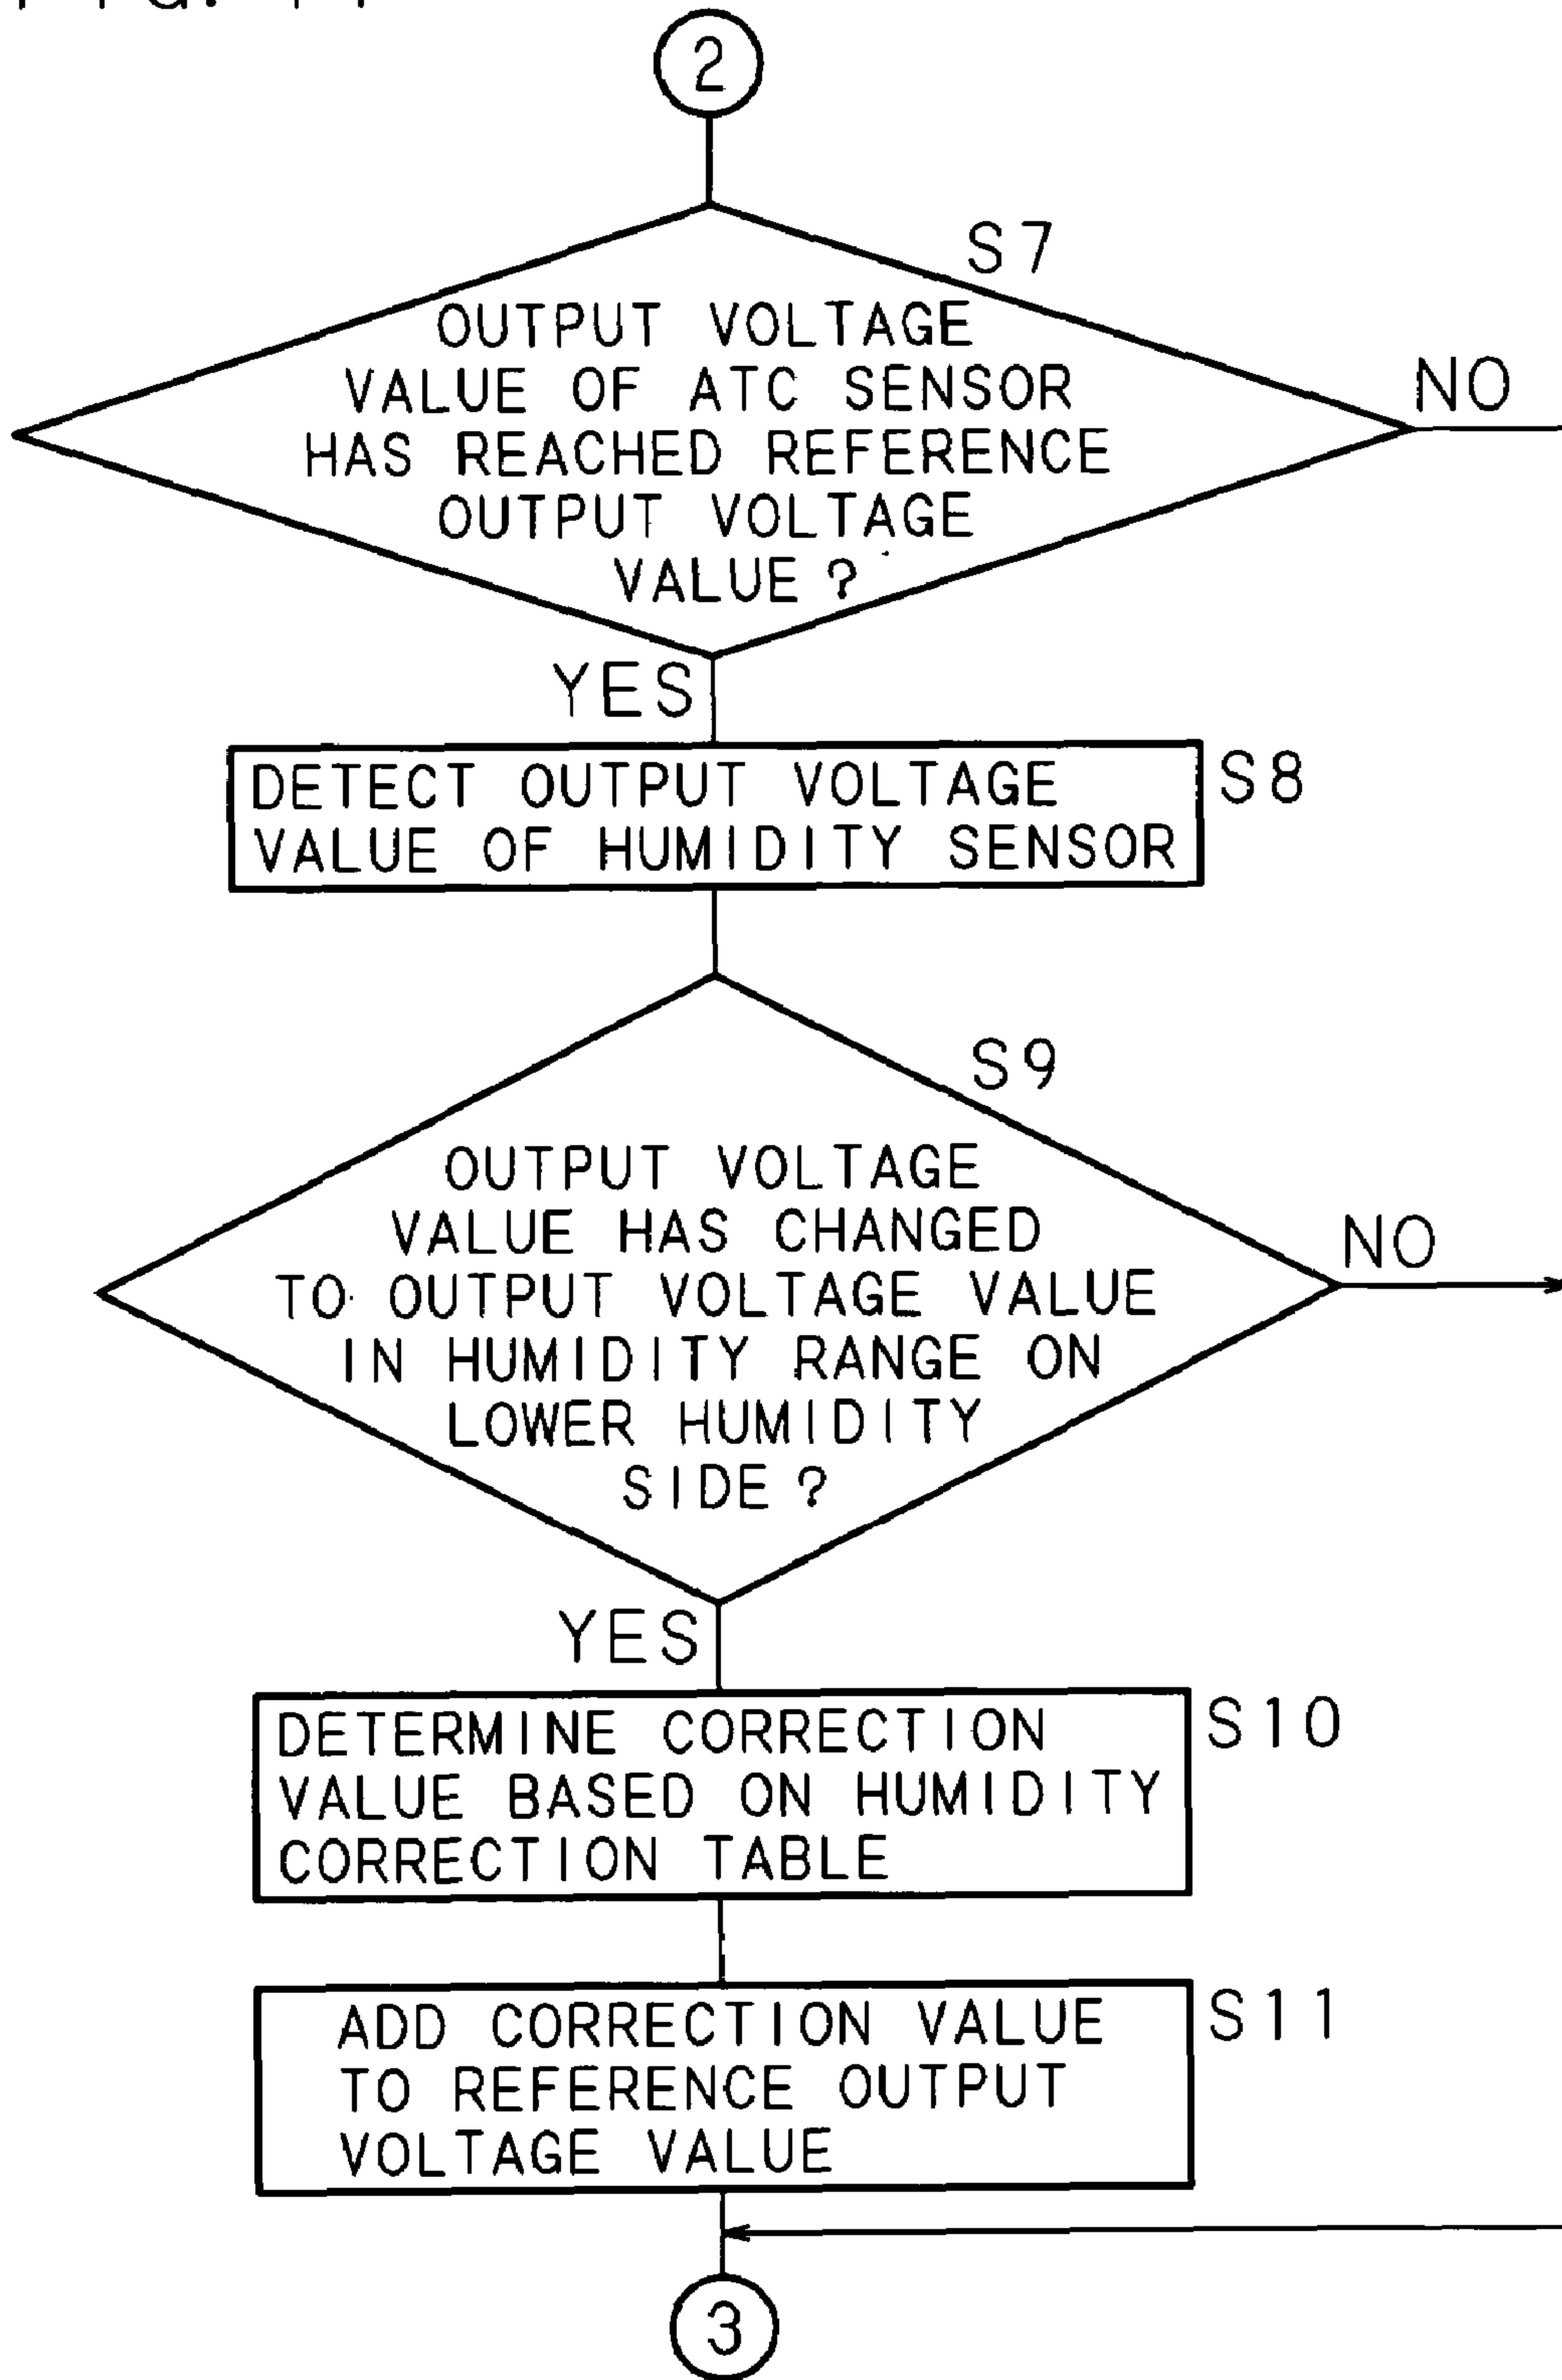 2
S7
OUTPUT VOLTAGE
VALUE OF ATC SENSOR
HAS REACHED REFERENCE
OUTPUT VOLTAGE
VALUE?
NO
YES
DETECT OUTPUT VOLTAGE
VALUE OF HUMIDITY SENSOR
S8
S9
OUTPUT VOLTAGE
VALUE HAS CHANGED
TO OUTPUT VOLTAGE VALUE
IN HUMIDITY RANGE ON
LOWER HUMIDITY
SIDE?
NO
YES
DETERMINE CORRECTION
VALUE BASED ON HUMIDITY
CORRECTION TABLE
S10
ADD CORRECTION VALUE
TO REFERENCE OUTPUT
VOLTAGE VALUE
S11
3